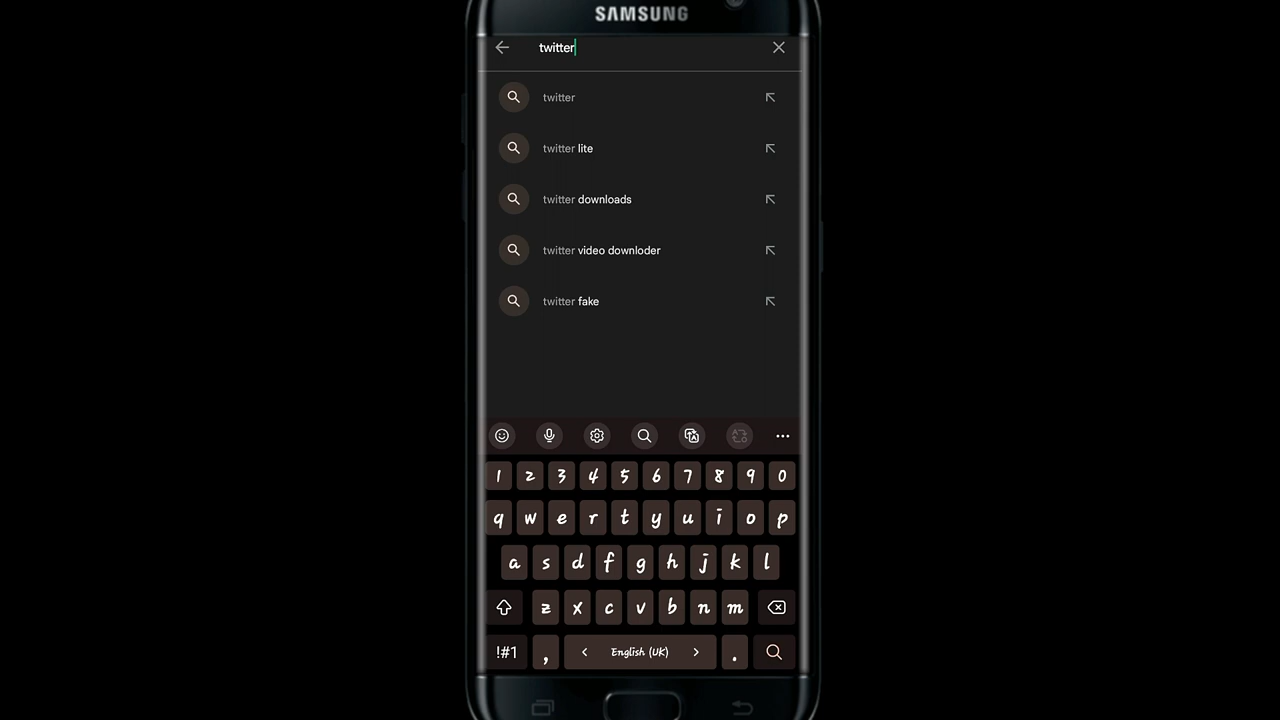 SAMSUNG
twitter
twitter
twitter lite
twitter downloads
twitter video downloder
twitter fake
1 2 3 4 5 6 7 8 9 0
q w e r t y u i o p
a s d f g h j k l
z x c v b n m
!#1 , < English (UK) > .